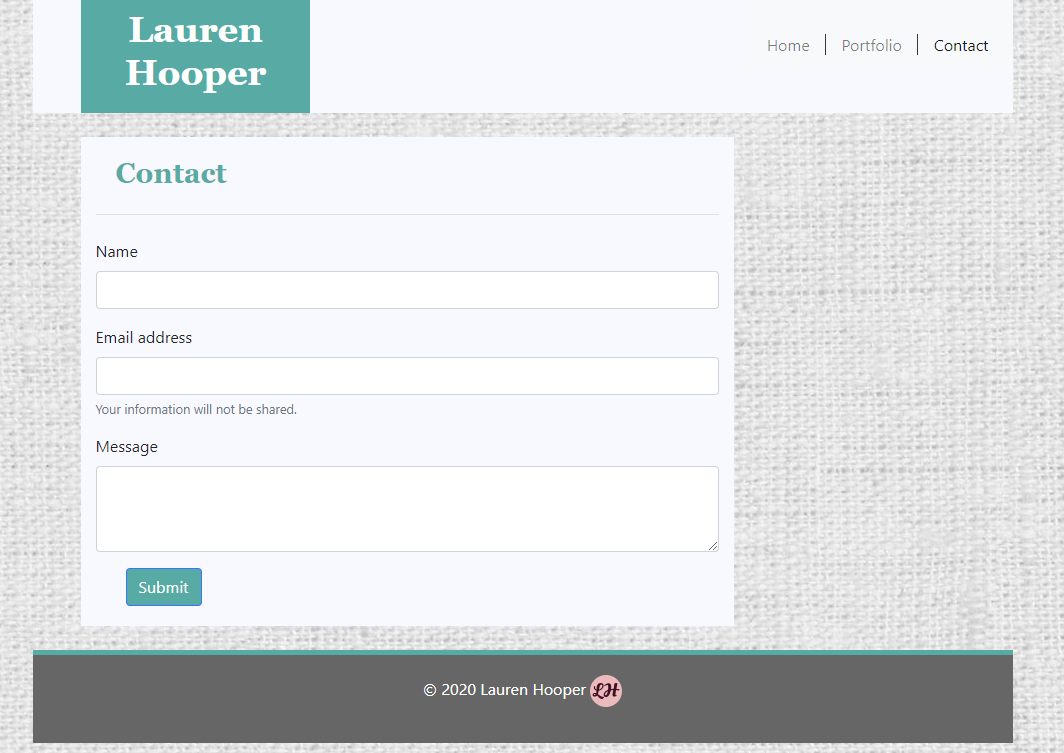 Lauren
Hooper
Home
Portfolio
Contact
Contact
Name
Email address
Your information will not be shared.
Message
Submit
© 2020 Lauren Hooper LH